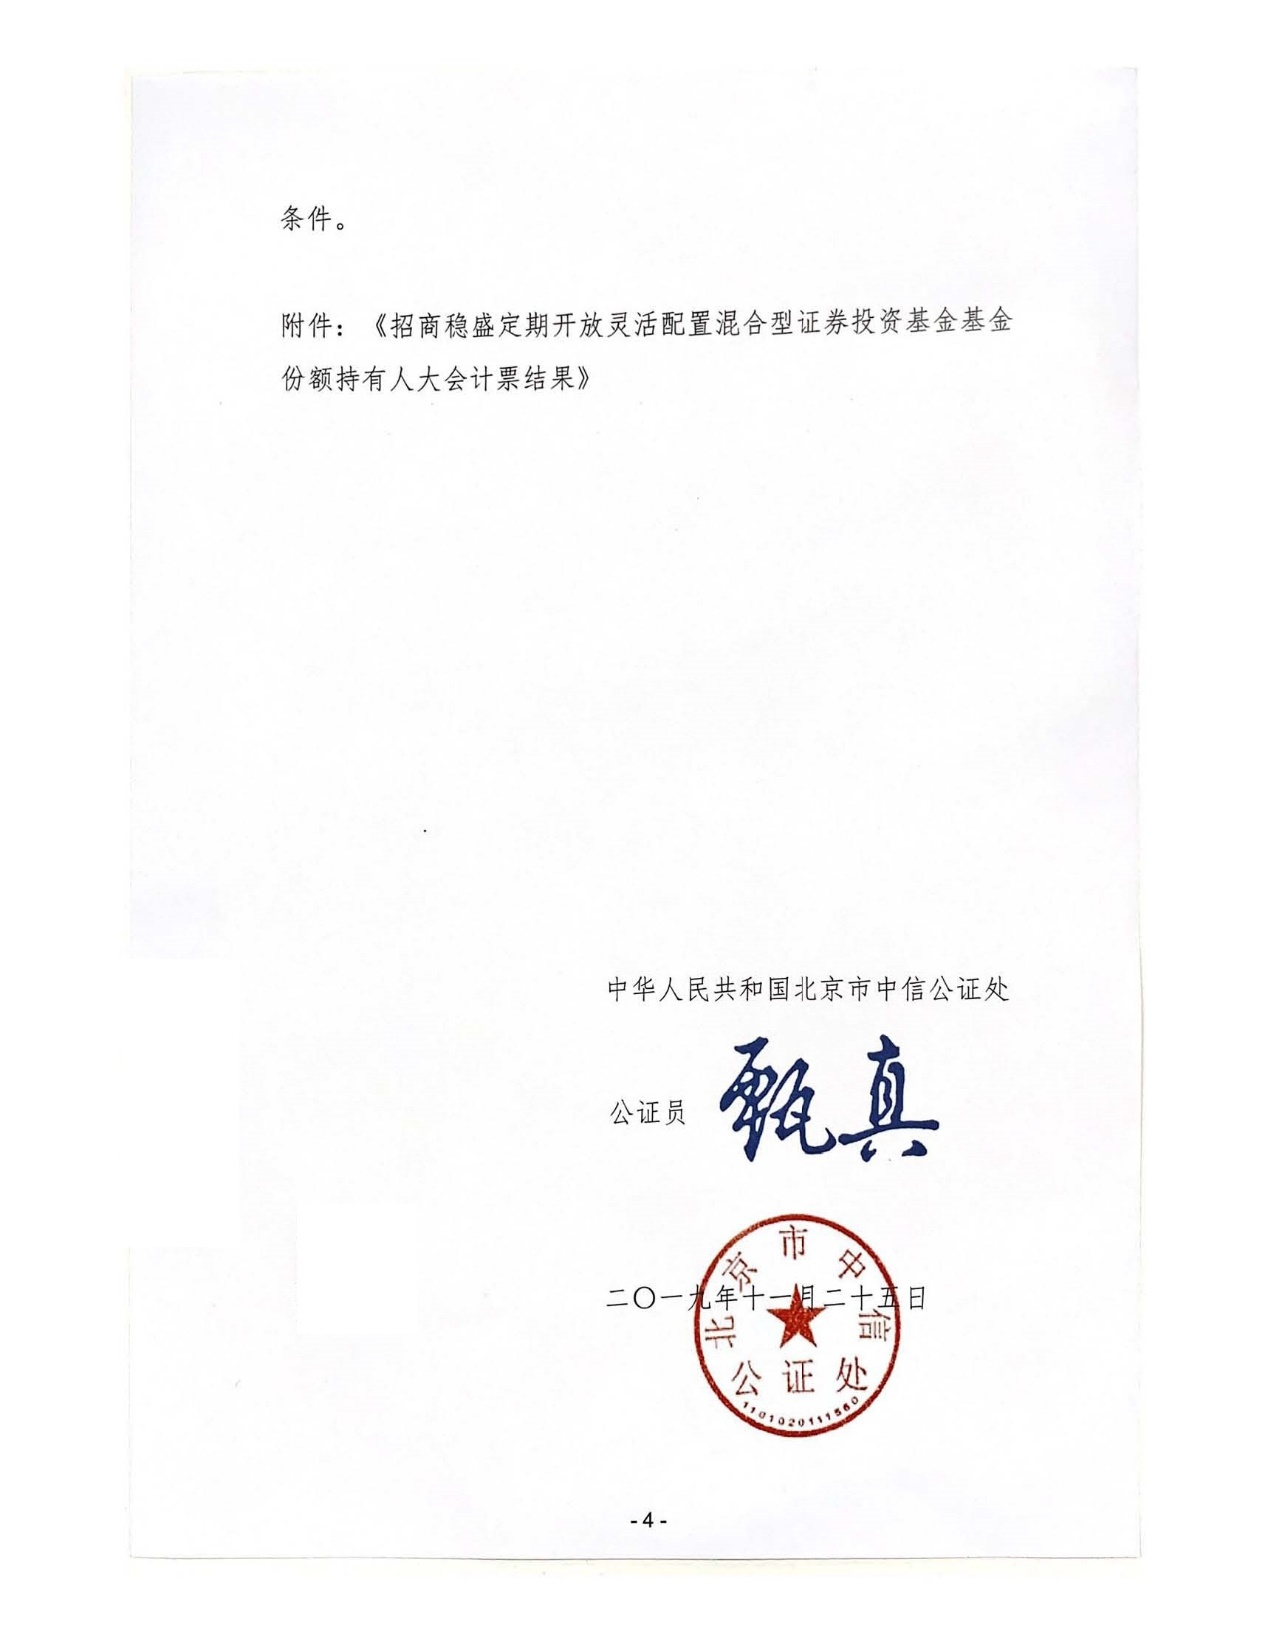 条件。
附件：《招商稳盛定期开放灵活配置混合型证券投资基金基金
份额持有人大会计票结果》
中华人民共和国北京市中信公证处
公证员 甄真
二〇一九年十一月二十五日
北京市中信
公证处
1101020111560
- 4 -